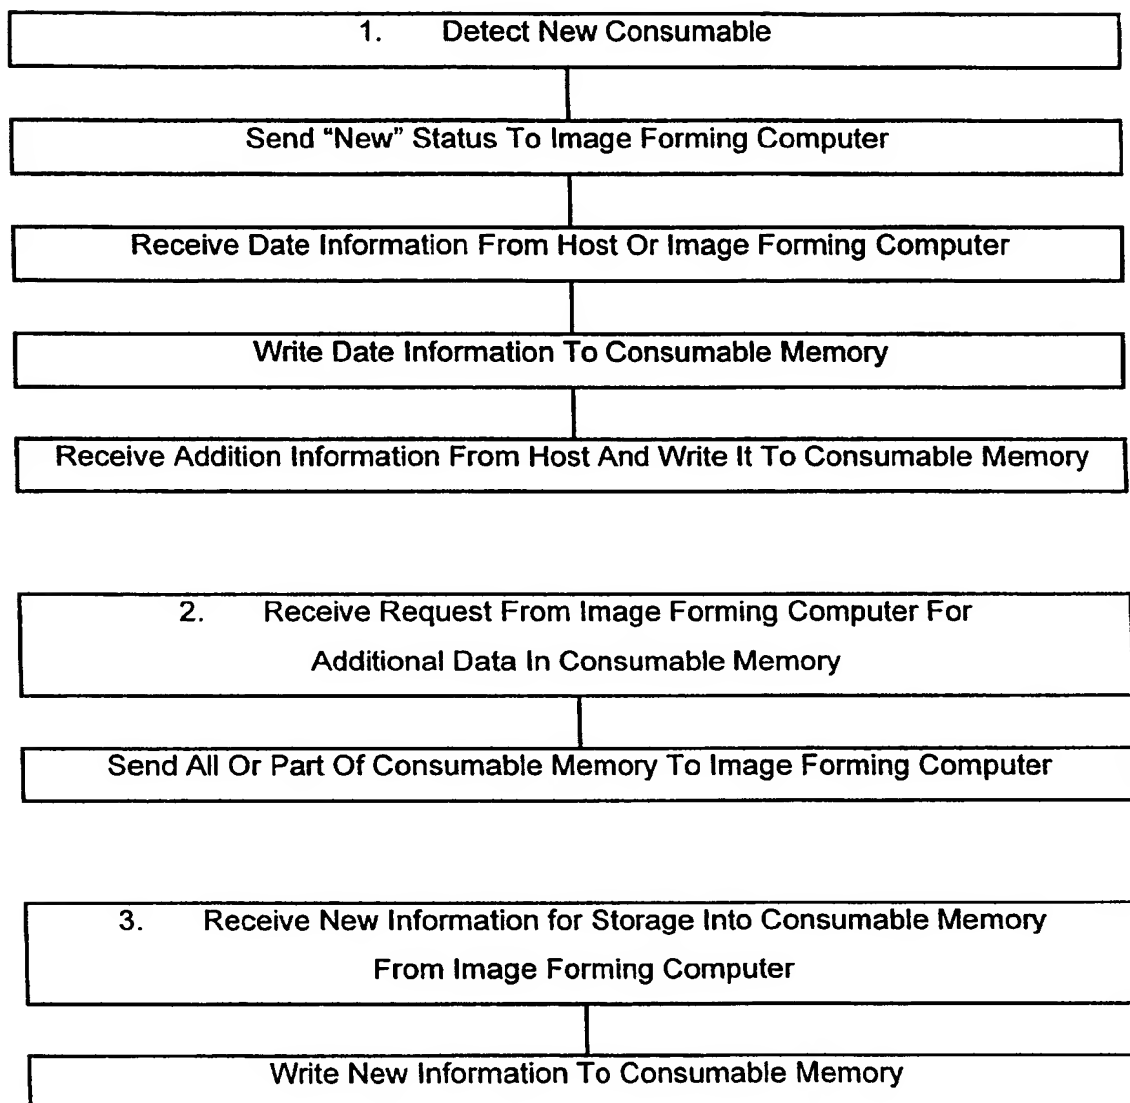 1. Detect New Consumable
Send “New” Status To Image Forming Computer
Receive Date Information From Host Or Image Forming Computer
Write Date Information To Consumable Memory
Receive Addition Information From Host And Write It To Consumable Memory
2. Receive Request From Image Forming Computer For
Additional Data In Consumable Memory
Send All Or Part Of Consumable Memory To Image Forming Computer
3. Receive New Information for Storage Into Consumable Memory
From Image Forming Computer
Write New Information To Consumable Memory